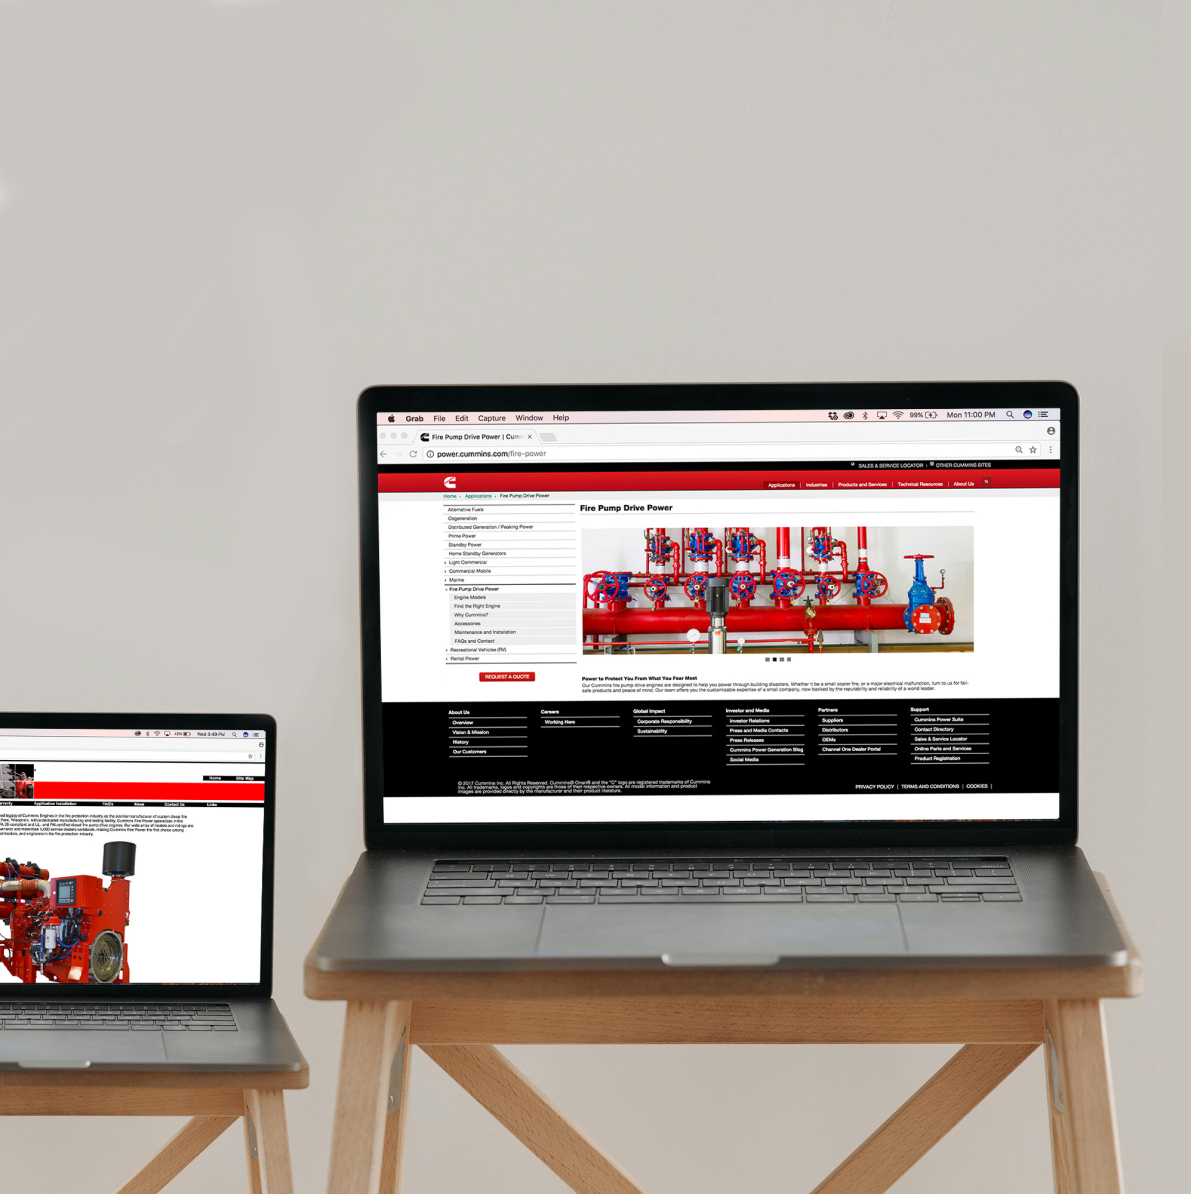 Grab File Edit Capture Window Help 99% Mon 11:00 PM
Fire Pump Drive Power | Cumm
power.cummins.com/fire-power
SALES & SERVICE LOCATOR OTHER CUMMINS SITES
Applications | Industries | Products and Services | Technical Resources | About Us
Home Applications Fire Pump Drive Power
Alternative Fuels
Cogeneration
Distributed Generation / Peaking Power
Prime Power
Standby Power
Home Standby Generators
Light Commercial
Commercial Mobile
Marine
Fire Pump Drive Power
Engine Models
Find the Right Engine
Why Cummins?
Accessories
Maintenance and Installation
FAQs and Contact
Recreational Vehicles (RV)
Rental Power
REQUEST A QUOTE
Fire Pump Drive Power
Power to Protect You From What You Fear Most
Our Cummins fire pump drive engines are designed to help you power through building disasters. Whether it be a small copier fire, or a major electrical malfunction, turn to us for fail-
safe products and peace of mind. Our team offers you the customizable expertise of a small company, now backed by the reputability and reliability of a world leader.
About Us
Overview
Vision & Mission
History
Our Customers
Careers
Working Here
Global Impact
Corporate Responsibility
Sustainability
Investor and Media
Investor Relations
Press and Media Contacts
Press Releases
Cummins Power Generation Blog
Social Media
Partners
Suppliers
Distributors
OEMs
Channel One Dealer Portal
Support
Cummins Power Suite
Contact Directory
Sales & Service Locator
Online Parts and Services
Product Registration
© 2017 Cummins Inc. All Rights Reserved. Cummins® Onan® and the "C" logo are registered trademarks of Cummins
Inc. All trademarks, logos and copyrights are those of their respective owners. All model information and product
images are provided directly by the manufacturer and their product literature.
PRIVACY POLICY | TERMS AND CONDITIONS | COOKIES |
Wed 3:49 PM
Home Site Map
Application Installation FAQ's News Contact Us Links